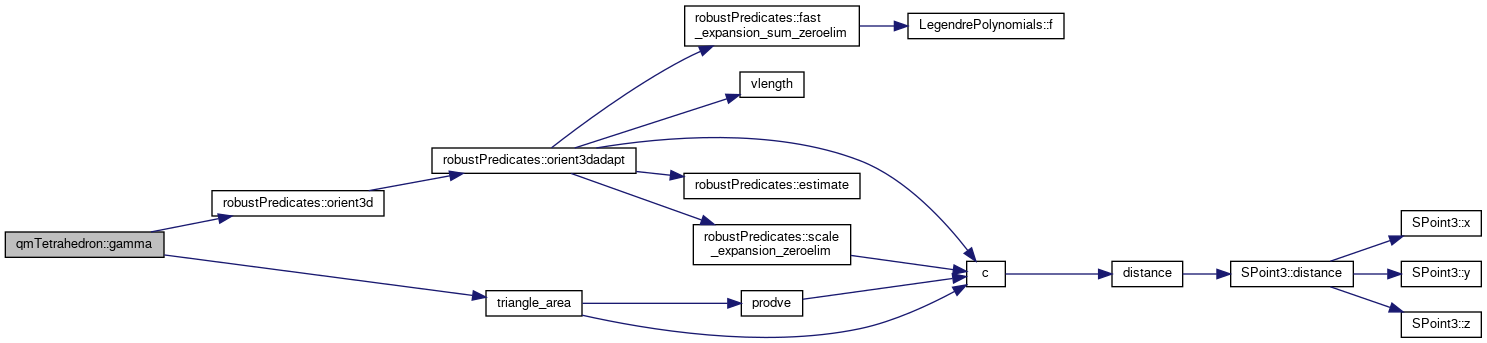 robustPredicates::fast
_expansion_sum_zeroelim
LegendrePolynomials::f
vlength
robustPredicates::orient3dadapt
robustPredicates::estimate
robustPredicates::orient3d
robustPredicates::scale
_expansion_zeroelim
qmTetrahedron::gamma
SPoint3::x
c
distance
SPoint3::distance
SPoint3::y
triangle_area
prodve
SPoint3::z